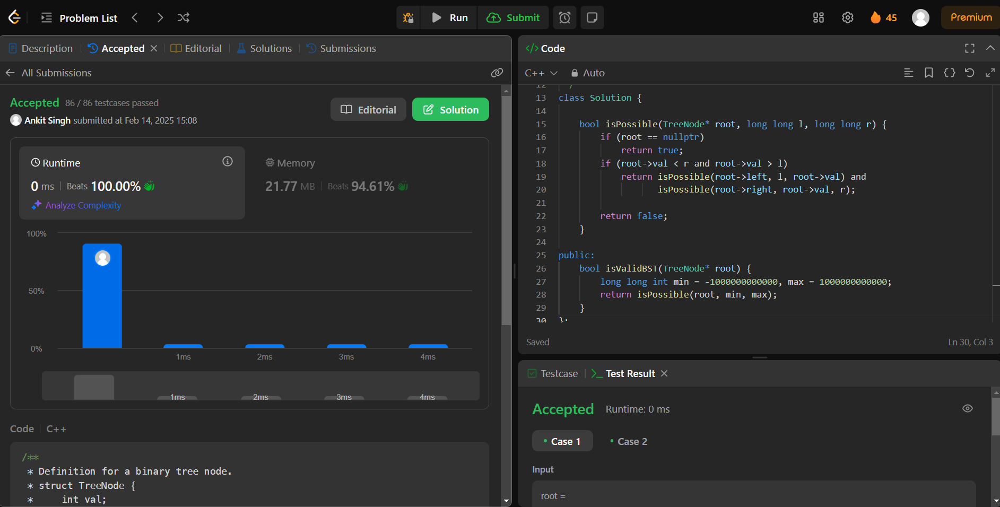 Problem List
Run
Submit
45
Premium
Description
Accepted
Editorial
Solutions
Submissions
All Submissions
Accepted 86 / 86 testcases passed
Ankit Singh submitted at Feb 14, 2025 15:08
Editorial
Solution
Runtime
0 ms | Beats 100.00%
Analyze Complexity
Memory
21.77 MB | Beats 94.61%
100%
50%
0%
1ms
2ms
3ms
4ms
1ms
2ms
3ms
4ms
Code | C++
/**
* Definition for a binary tree node.
* struct TreeNode {
* int val;
</> Code
C++
Auto
12 */
13 class Solution {
14
15 bool isPossible(TreeNode* root, long long l, long long r) {
16 if (root == nullptr)
17 return true;
18 if (root->val < r and root->val > l)
19 return isPossible(root->left, l, root->val) and
20 isPossible(root->right, root->val, r);
21
22 return false;
23 }
24
25 public:
26 bool isValidBST(TreeNode* root) {
27 long long int min = -1000000000000, max = 1000000000000;
28 return isPossible(root, min, max);
29 }
30 };
Saved
Ln 30, Col 3
Testcase
Test Result
Accepted Runtime: 0 ms
Case 1
Case 2
Input
root =